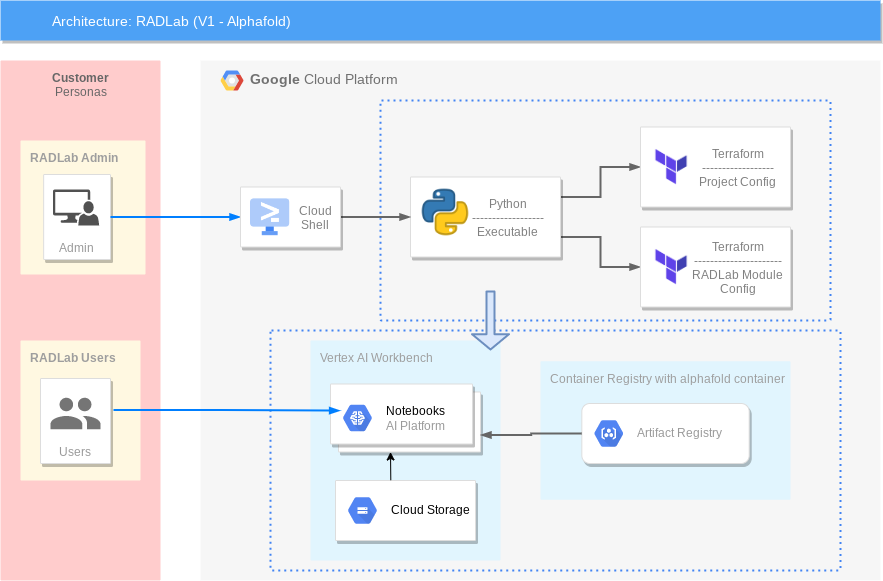 Architecture: RADLab (V1 - Alphafold)
Customer
Personas
Google Cloud Platform
RADLab Admin
Admin
Cloud
Shell
Python
-------------------
Executable
Terraform
-------------------
Project Config
Terraform
-----------------------
RADLab Module
Config
RADLab Users
Users
Vertex AI Workbench
Notebooks
AI Platform
Cloud Storage
Container Registry with alphafold container
Artifact Registry